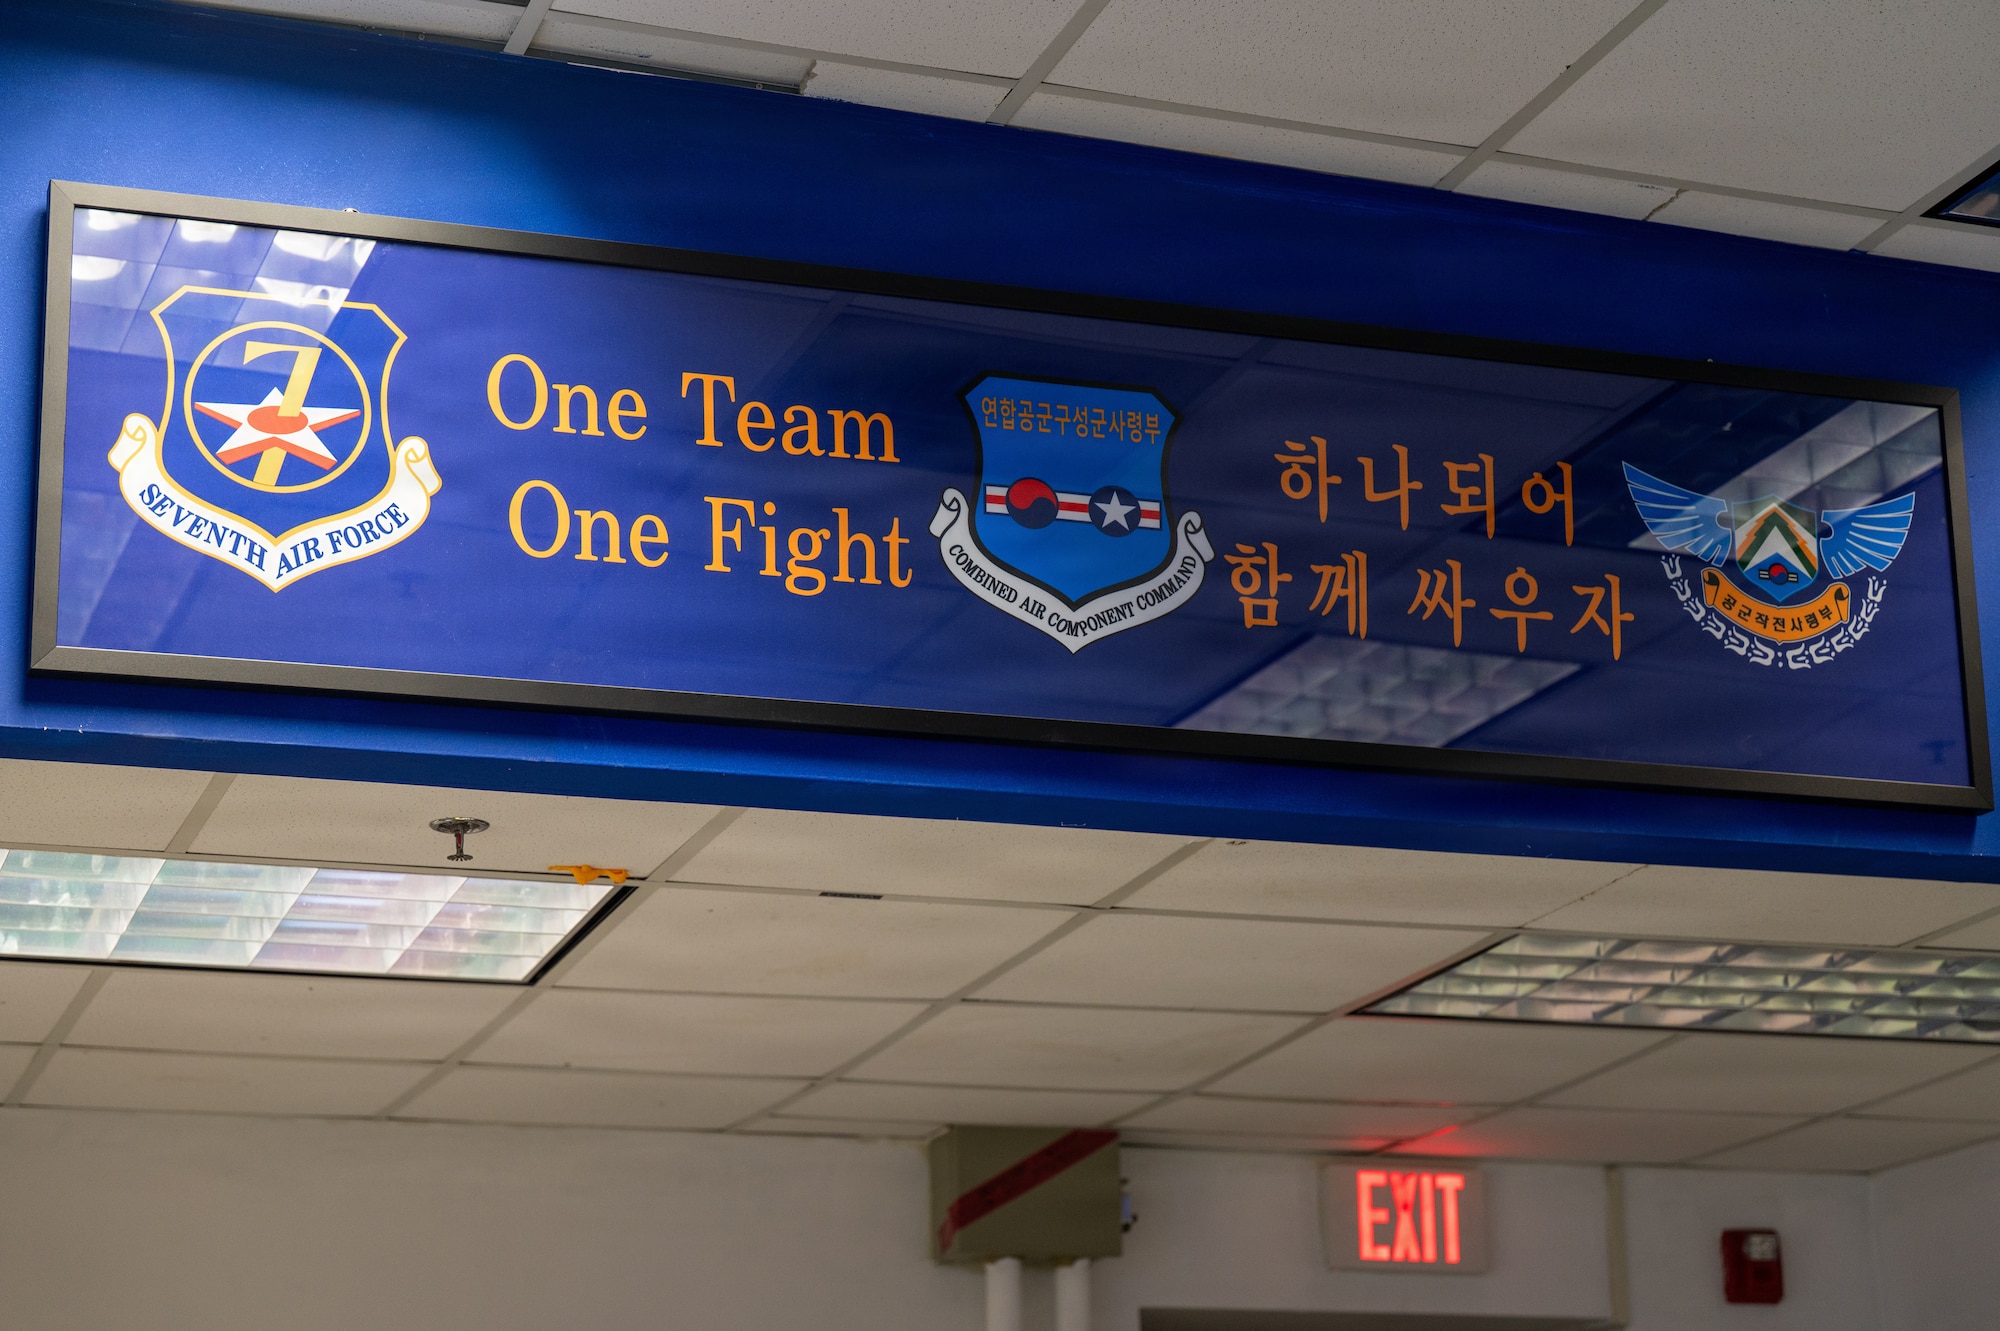 7
SEVENTH AIR FORCE
One Team
One Fight
연합공군구성군사령부
COMBINED AIR COMPONENT COMMAND
하나되어
함께 싸우자
공군작전사령부
EXIT